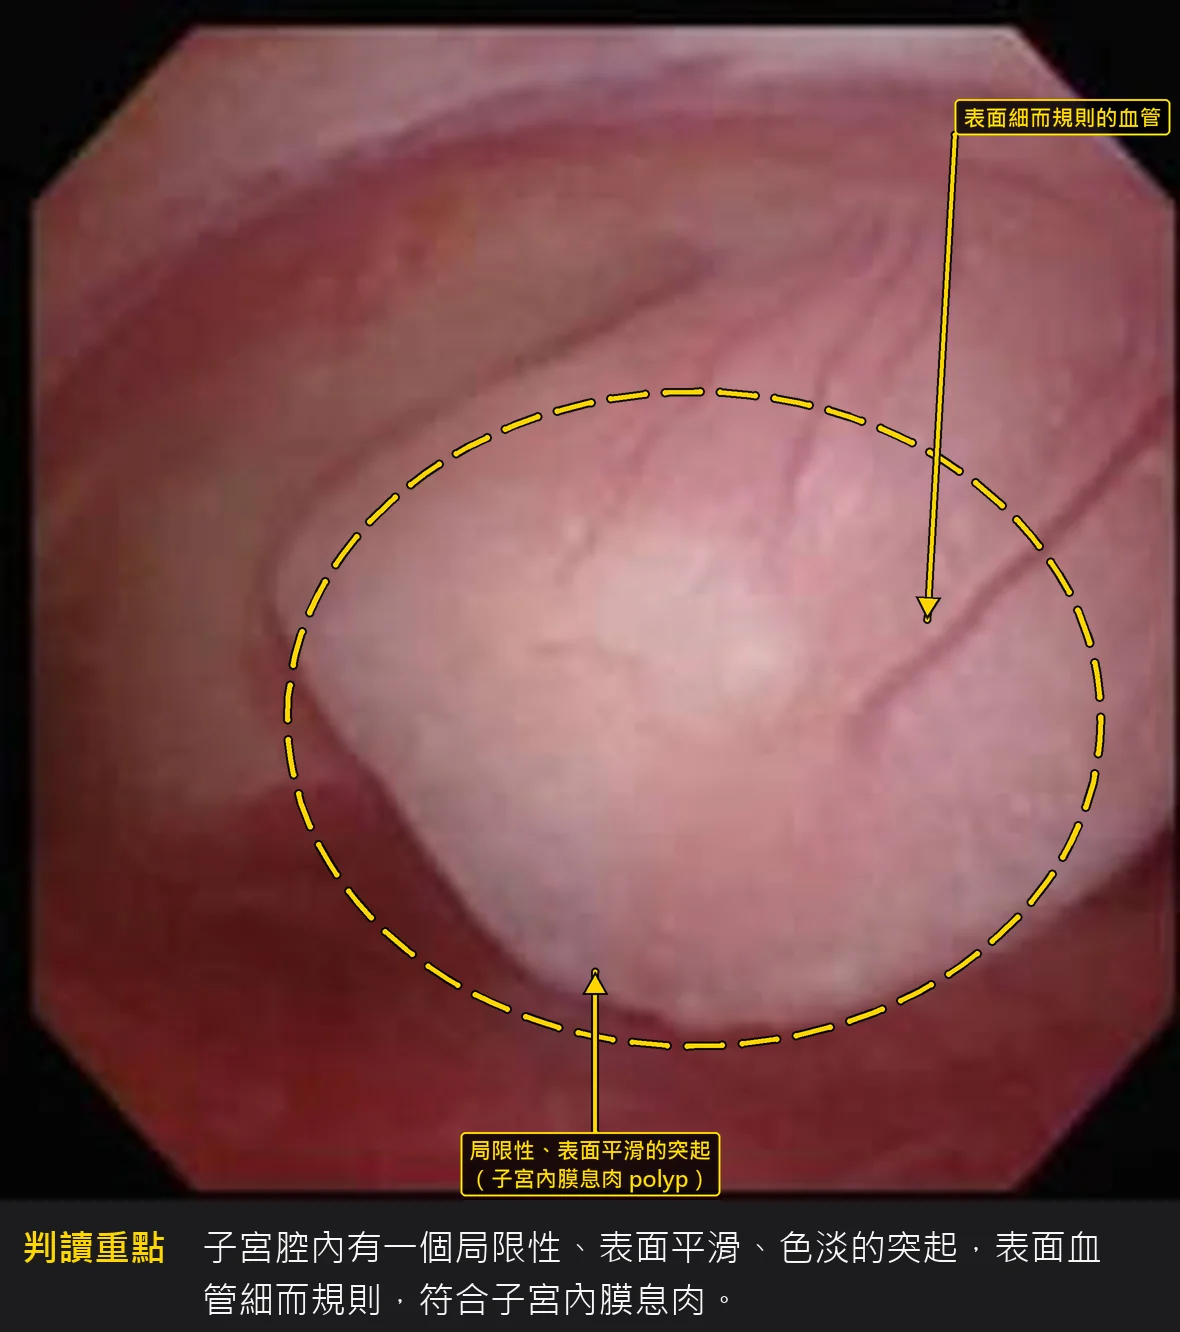 表面細而規則的血管
局限性、表面平滑的突起
（子宮內膜息肉 polyp）
判讀重點
子宮腔內有一個局限性、表面平滑、色淡的突起，表面血
管細而規則，符合子宮內膜息肉。